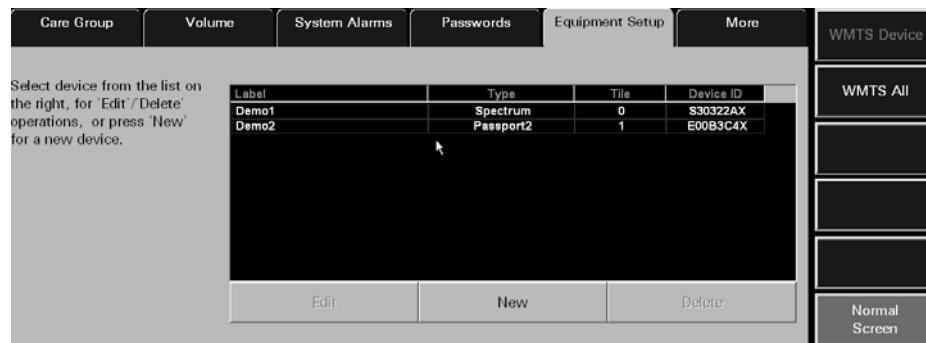 Care Group Volume System Alarms Passwords Equipment Setup More
WMTS Device
Select device from the list on
the right, for 'Edit'/'Delete'
operations, or press 'New'
for a new device.
Label Type Tile Device ID
Demo1 Spectrum 0 S30322AX
Demo2 Passport2 1 E00B3C4X
Edit New Delete
WMTS All
Normal
Screen